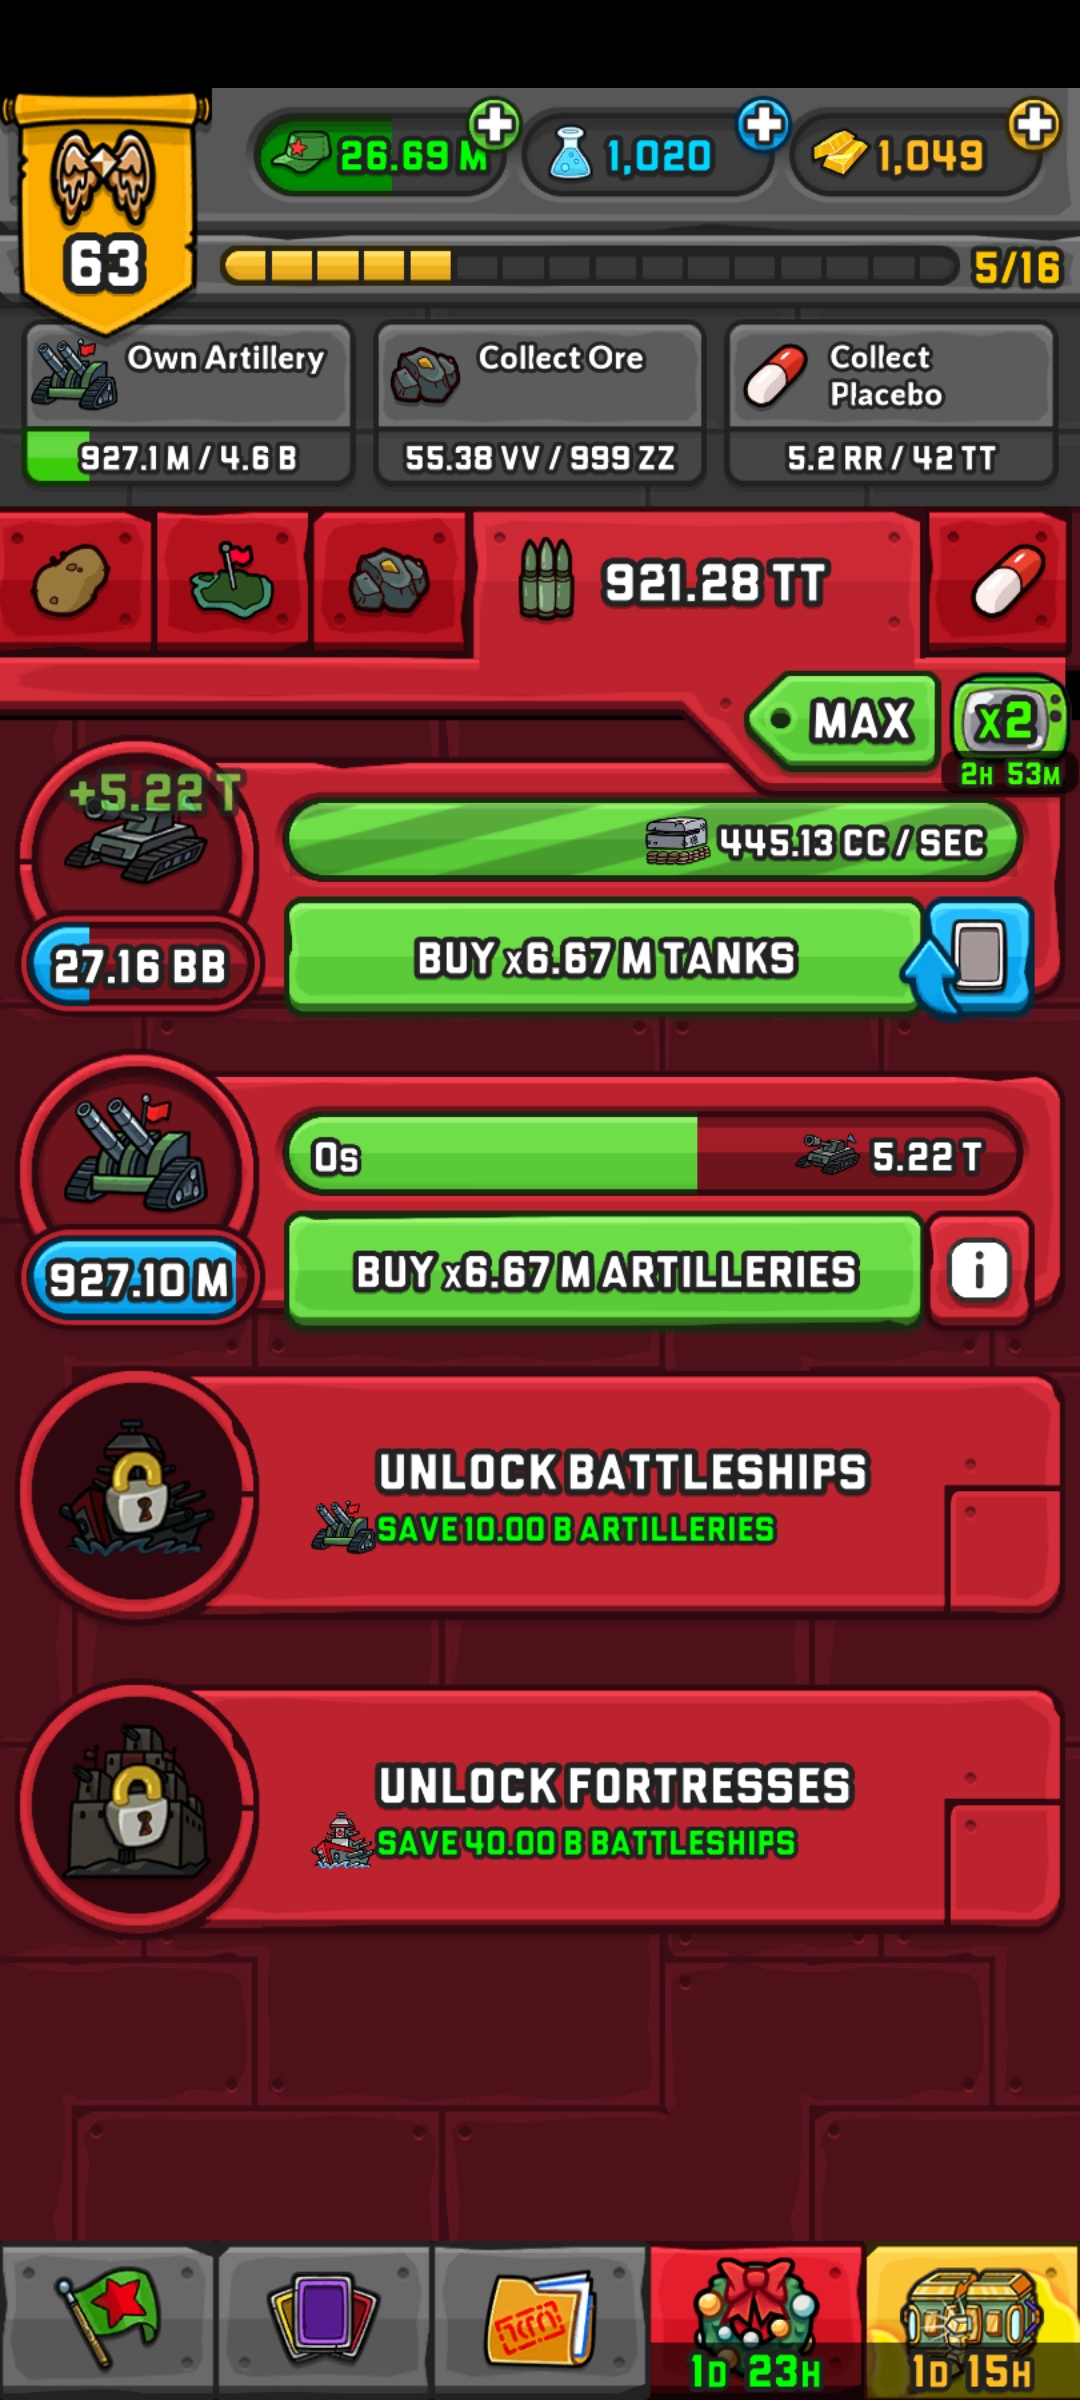 26.69 M
1,020
1,049
63
5/16
Own Artillery
927.1 M / 4.6 B
Collect Ore
55.38 VV / 999 ZZ
Collect
Placebo
5.2 RR / 42 TT
921.28 TT
MAX
x2
2H 53M
+5.22 T
445.13 CC / SEC
27.16 BB
BUY x6.67 M TANKS
0s
5.22 T
927.10 M
BUY x6.67 M ARTILLERIES
i
UNLOCK BATTLESHIPS
SAVE 10.00 B ARTILLERIES
UNLOCK FORTRESSES
SAVE 40.00 B BATTLESHIPS
1D 23H
1D 15H